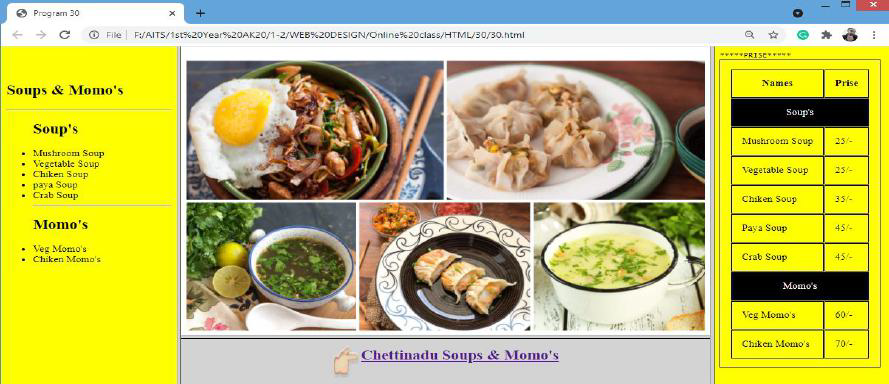 Program 30
File
F:/AITS/1st%20Year%20AK20/1-2/WEB%20DESIGN/Online%20class/HTML/30/30.html
Soups & Momo's
Soup's
Mushroom Soup
Vegetable Soup
Chiken Soup
paya Soup
Crab Soup
Momo's
Veg Momo's
Chiken Momo's
Chettinadu Soups & Momo's
*****PRISE*****
Names Prise
Soup's
Mushroom Soup 25/-
Vegetable Soup 25/-
Chiken Soup 35/-
Paya Soup 45/-
Crab Soup 45/-
Momo's
Veg Momo's 60/-
Chiken Momo's 70/-